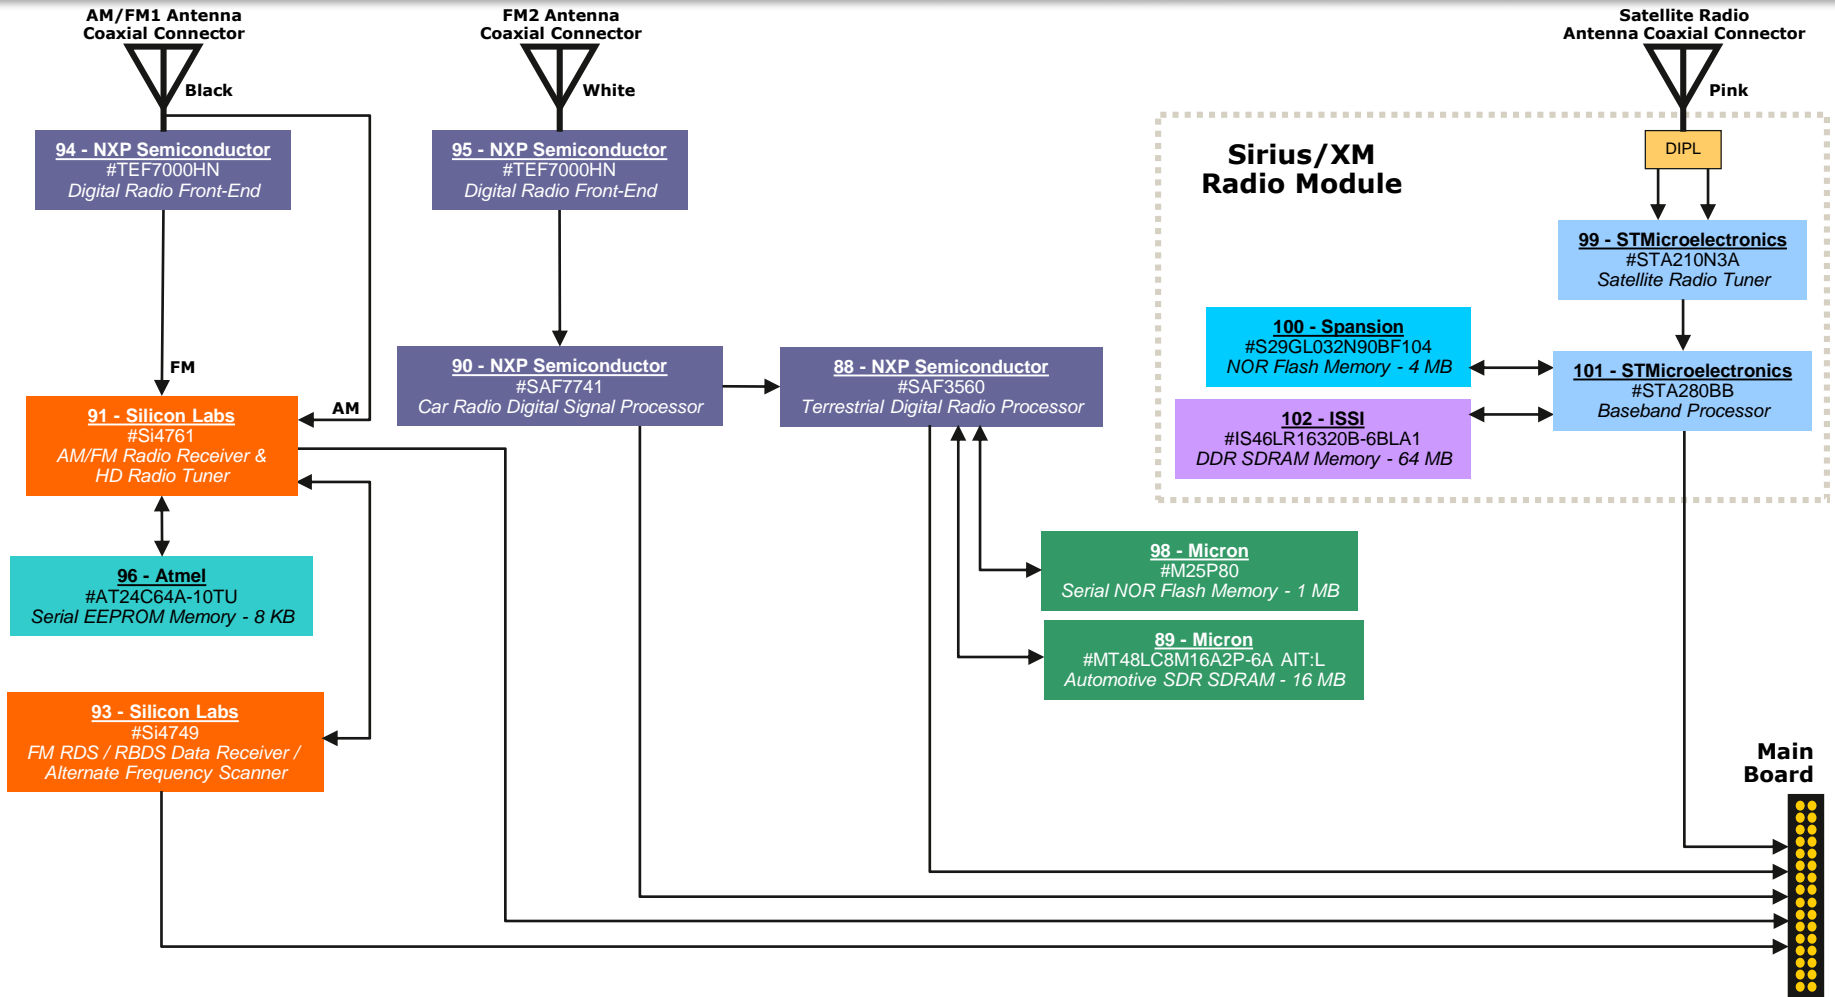 AM/FM1 Antenna
Coaxial Connector
Black
FM2 Antenna
Coaxial Connector
White
Satellite Radio
Antenna Coaxial Connector
Pink
94 - NXP Semiconductor
#TEF7000HN
Digital Radio Front-End
95 - NXP Semiconductor
#TEF7000HN
Digital Radio Front-End
Sirius/XM
Radio Module
DIPL
99 - STMicroelectronics
#STA210N3A
Satellite Radio Tuner
100 - Spansion
#S29GL032N90BF104
NOR Flash Memory - 4 MB
101 - STMicroelectronics
#STA280BB
Baseband Processor
102 - ISSI
#IS46LR16320B-6BLA1
DDR SDRAM Memory - 64 MB
FM
AM
90 - NXP Semiconductor
#SAF7741
Car Radio Digital Signal Processor
88 - NXP Semiconductor
#SAF3560
Terrestrial Digital Radio Processor
91 - Silicon Labs
#Si4761
AM/FM Radio Receiver &
HD Radio Tuner
96 - Atmel
#AT24C64A-10TU
Serial EEPROM Memory - 8 KB
98 - Micron
#M25P80
Serial NOR Flash Memory - 1 MB
89 - Micron
#MT48LC8M16A2P-6A AIT:L
Automotive SDR SDRAM - 16 MB
93 - Silicon Labs
#Si4749
FM RDS / RBDS Data Receiver /
Alternate Frequency Scanner
Main
Board